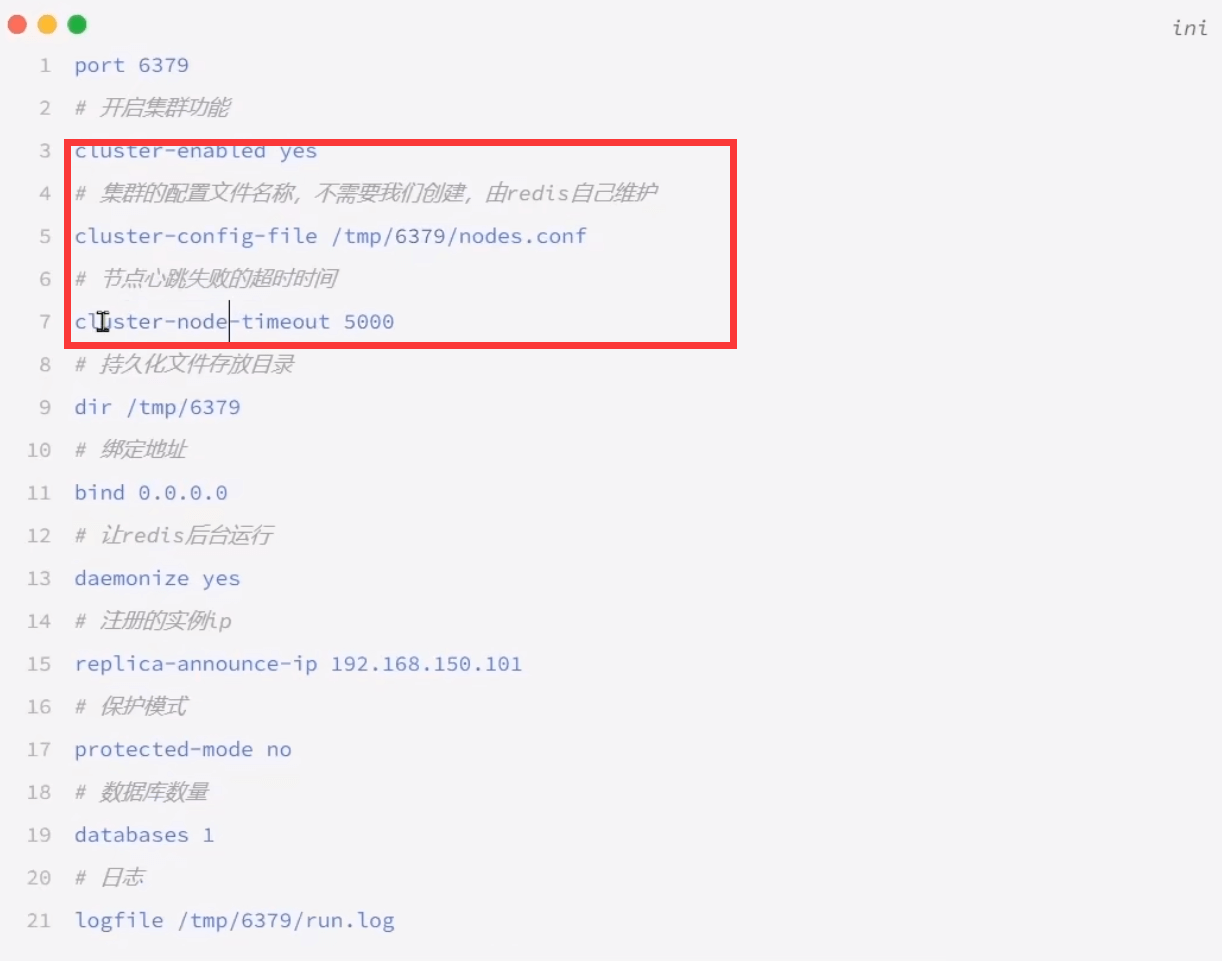 ini
1 port 6379
2 # 开启集群功能
3 cluster-enabled yes
4 # 集群的配置文件名称，不需要我们创建，由redis自己维护
5 cluster-config-file /tmp/6379/nodes.conf
6 # 节点心跳失败的超时时间
7 cluster-node-timeout 5000
8 # 持久化文件存放目录
9 dir /tmp/6379
10 # 绑定地址
11 bind 0.0.0.0
12 # 让redis后台运行
13 daemonize yes
14 # 注册的实例ip
15 replica-announce-ip 192.168.150.101
16 # 保护模式
17 protected-mode no
18 # 数据库数量
19 databases 1
20 # 日志
21 logfile /tmp/6379/run.log